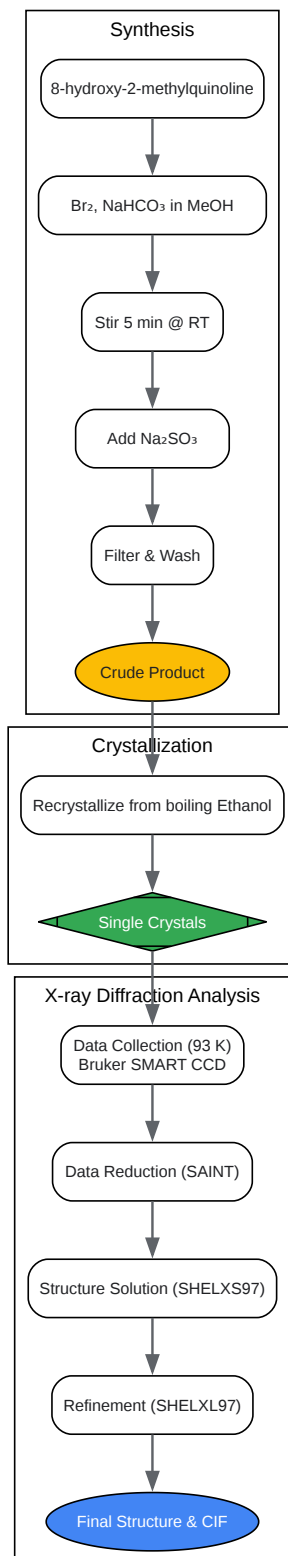 Synthesis
8-hydroxy-2-methylquinoline
Br₂, NaHCO₃ in MeOH
Stir 5 min @ RT
Add Na₂SO₃
Filter & Wash
Crude Product
Crystallization
Recrystallize from boiling Ethanol
Single Crystals
X-ray Diffraction Analysis
Data Collection (93 K)
Bruker SMART CCD
Data Reduction (SAINT)
Structure Solution (SHELXS97)
Refinement (SHELXL97)
Final Structure & CIF